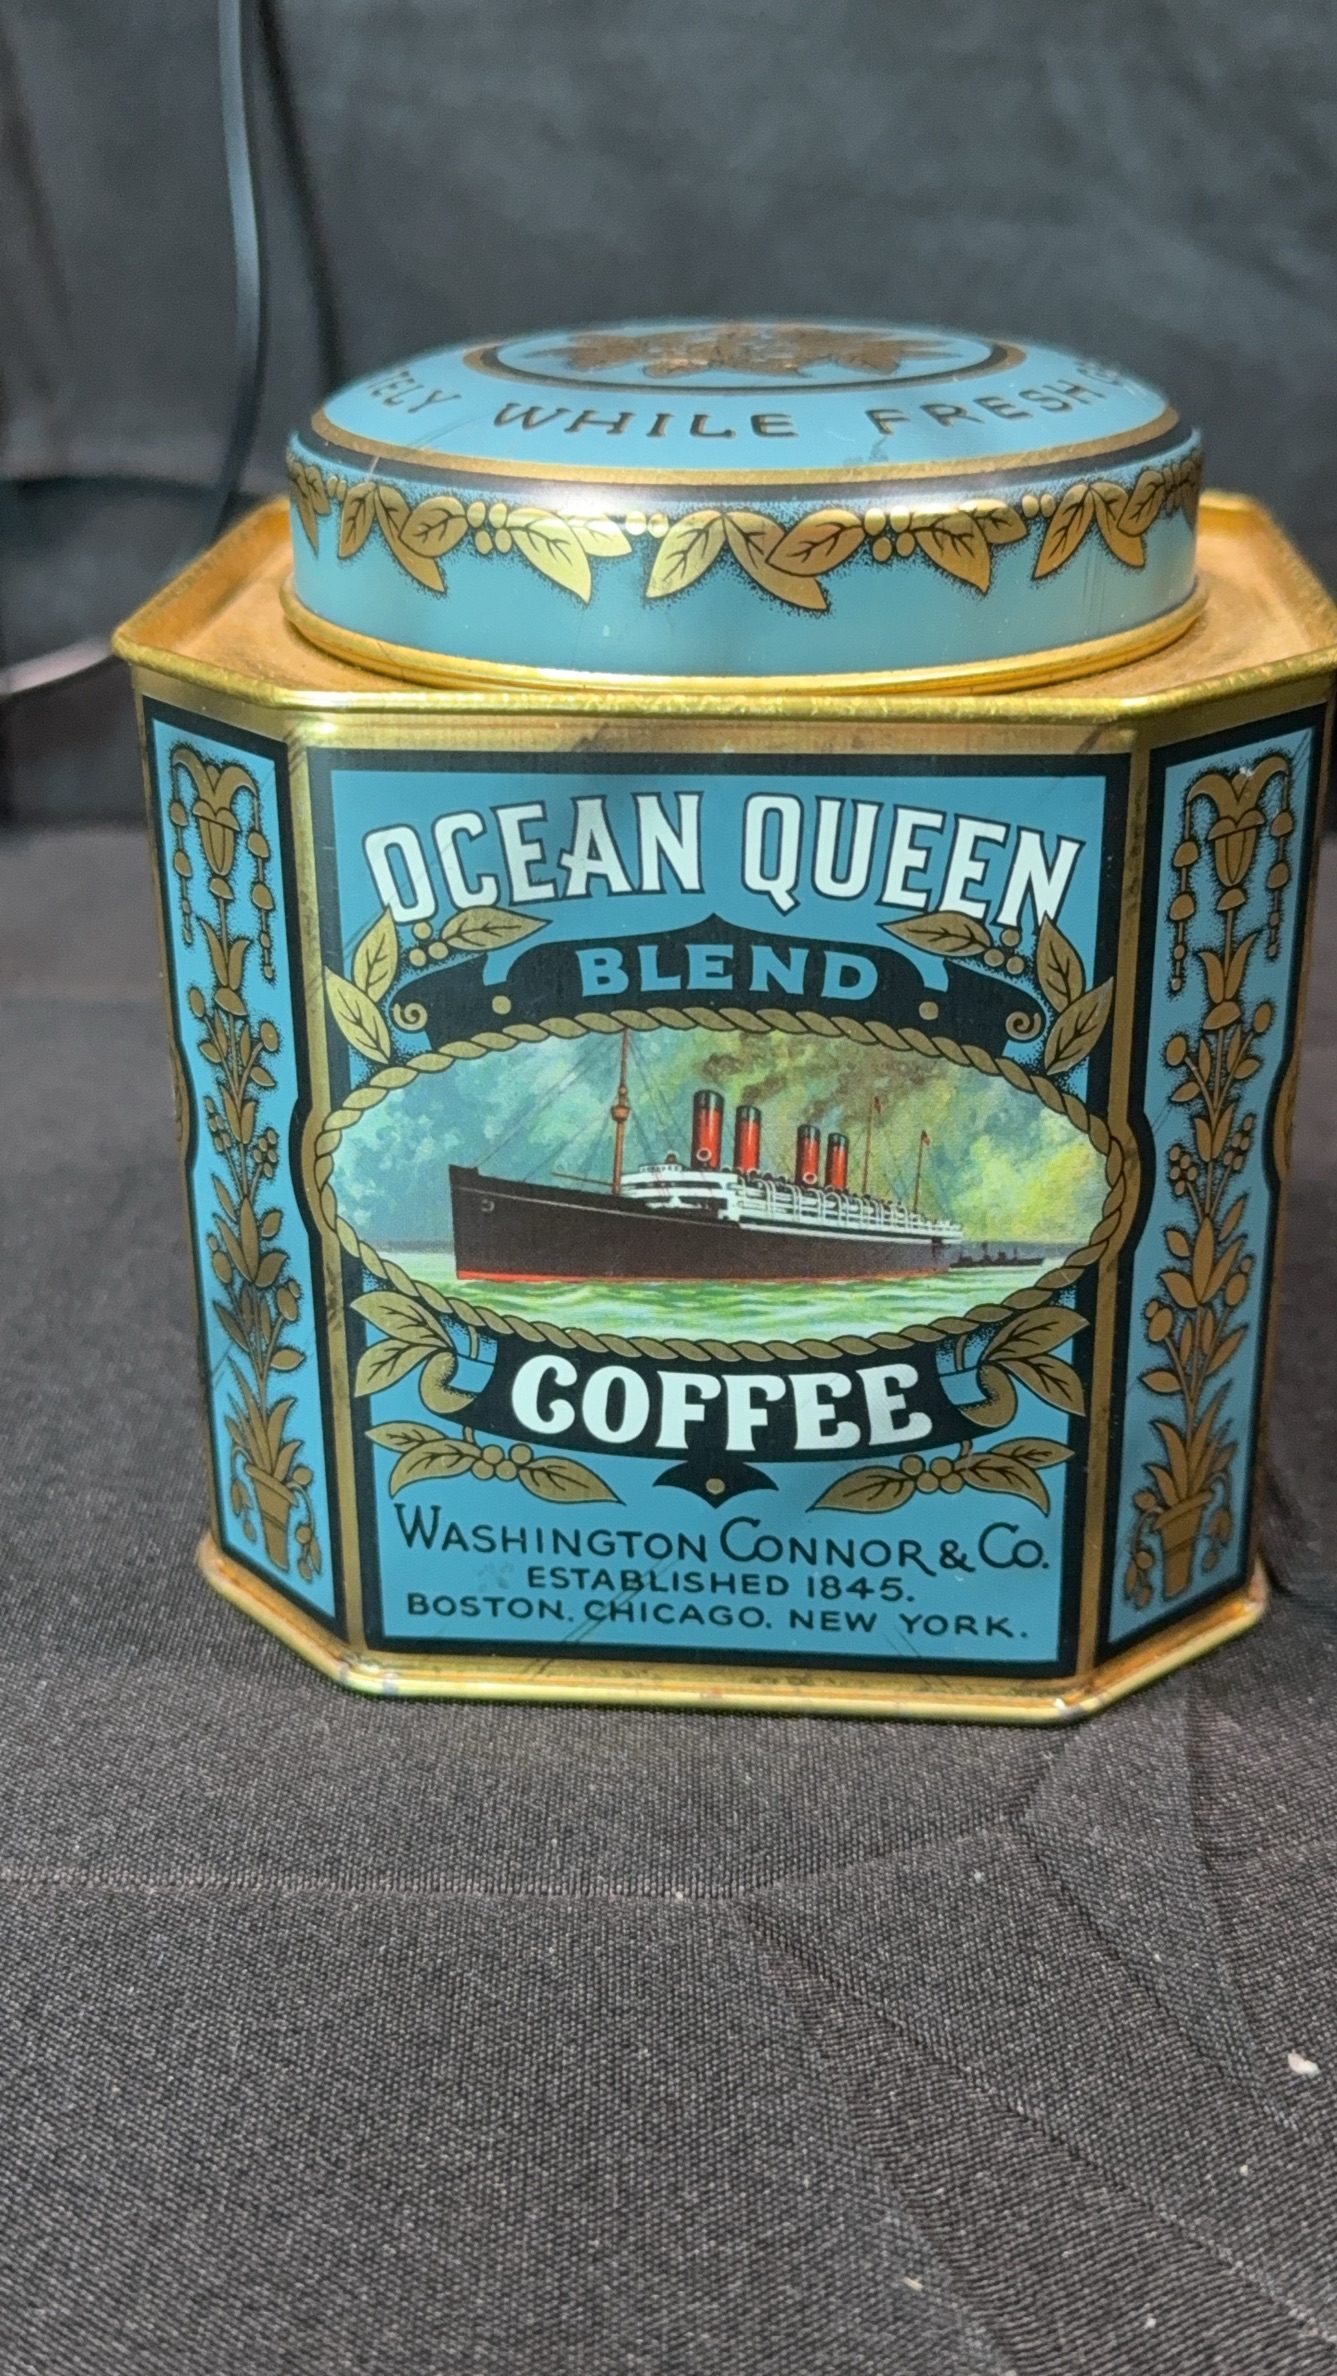 WHILE FRESH
OCEAN QUEEN
BLEND
COFFEE
WASHINGTON CONNOR & CO.
ESTABLISHED 1845.
BOSTON. CHICAGO. NEW YORK.